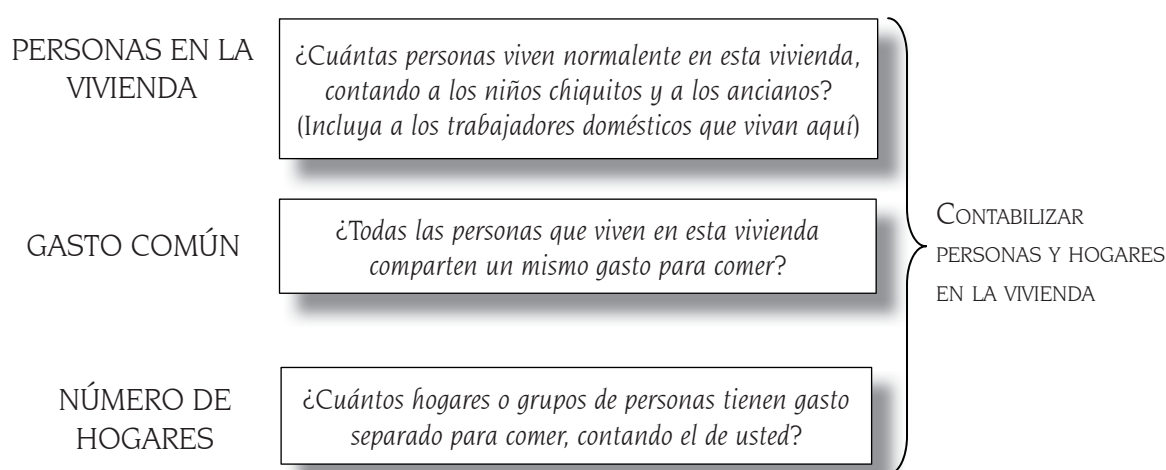 PERSONAS EN LA
VIVIENDA
¿Cuántas personas viven normalente en esta vivienda,
contando a los niños chiquitos y a los ancianos?
(Incluya a los trabajadores domésticos que vivan aquí)
GASTO COMÚN
¿Todas las personas que viven en esta vivienda
comparten un mismo gasto para comer?
NÚMERO DE
HOGARES
¿Cuántos hogares o grupos de personas tienen gasto
separado para comer, contando el de usted?
CONTABILIZAR
PERSONAS Y HOGARES
EN LA VIVIENDA